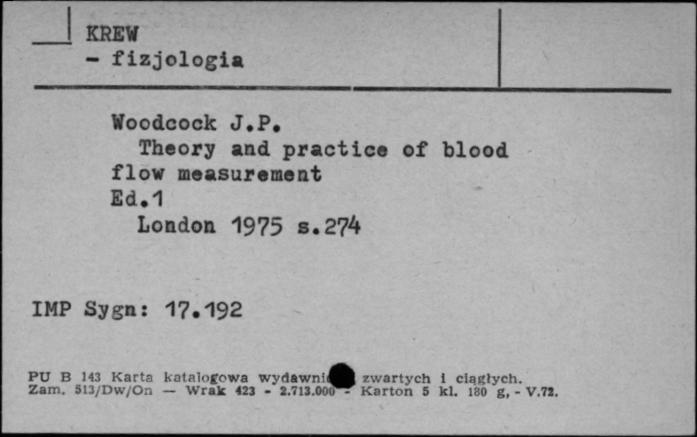 KREW
- fizjologia
Woodcock J.P.
Theory and practice of blood
flow measurement
Ed.1
London 1975 s.274
IMP Sygn: 17.192
PU B 143 Karta katalogowa zwartych i ciągłych.
Zam. 513/Dw/On — Wrak 423 - 2.713.000 - Karton 5 kl. 180 g, - V.72.